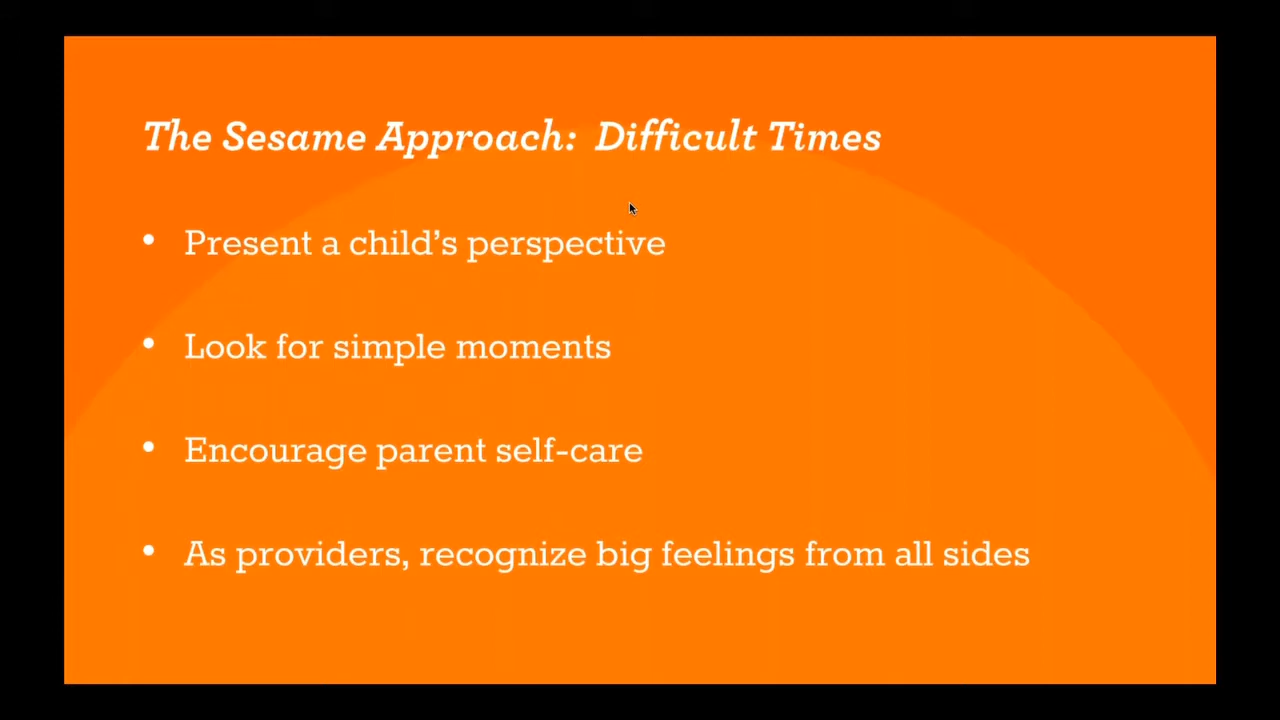 The Sesame Approach: Difficult Times
• Present a child’s perspective
• Look for simple moments
• Encourage parent self-care
• As providers, recognize big feelings from all sides